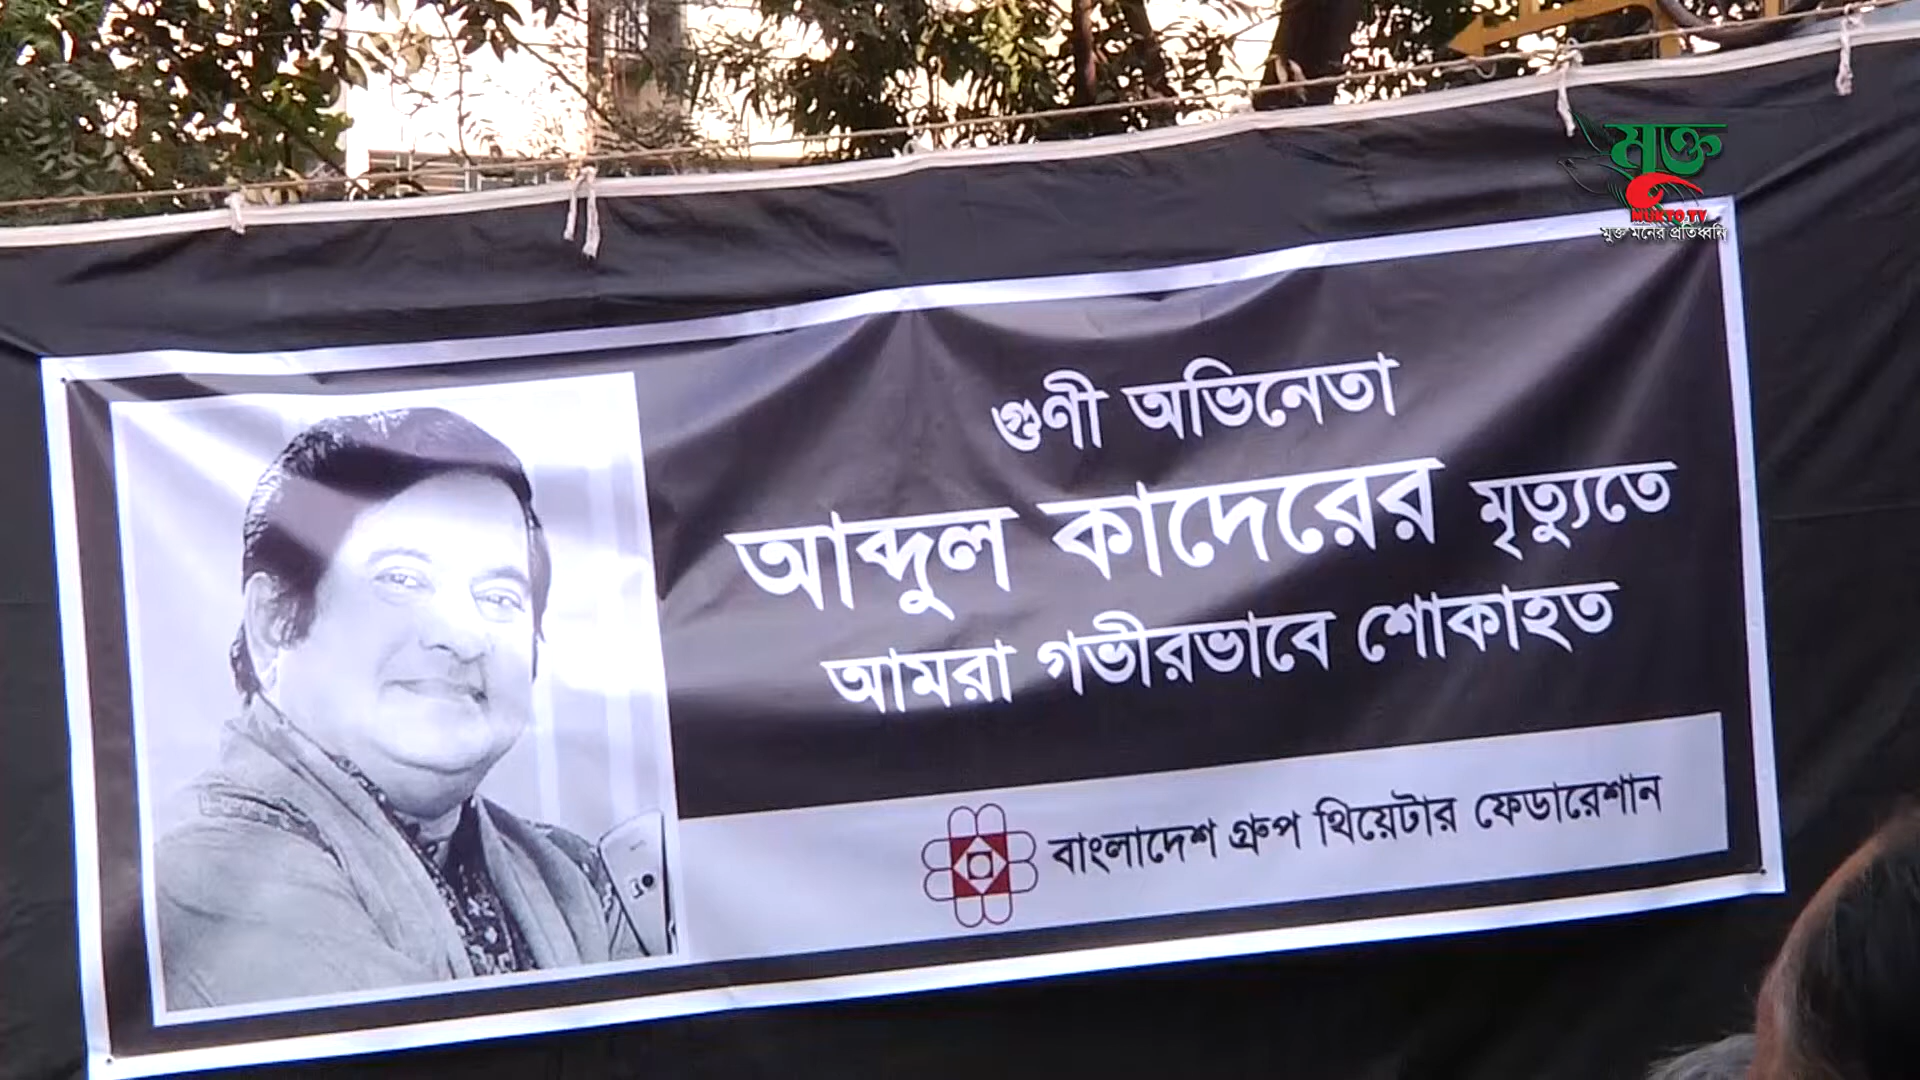 মুক্ত
MUKTO TV
মুক্ত মনের প্রতিধ্বনি
গুণী অভিনেতা
আব্দুল কাদেরের মৃত্যুতে
আমরা গভীরভাবে শোকাহত
বাংলাদেশ গ্রুপ থিয়েটার ফেডারেশান